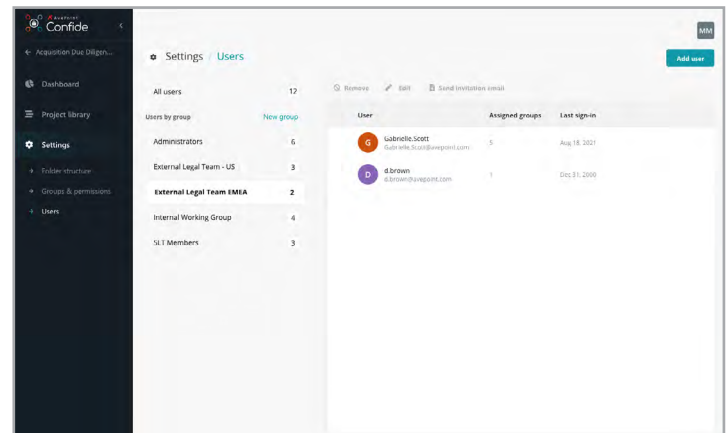 AvePoint
Confide
Acquisition Due Diligen...
Dashboard
Project library
Settings
Folder structure
Groups & permissions
Users
MM
Settings / Users
Add user
All users 12
Users by group New group
Administrators 6
External Legal Team - US 3
External Legal Team EMEA 2
Internal Working Group 4
SLT Members 3
Remove Edit Send invitation email
User Assigned groups Last sign-in
G Gabrielle.Scott 5 Aug 18, 2021
Gabrielle.Scott@avepoint.com
D d.brown 1 Dec 31, 2000
d.brown@avepoint.com